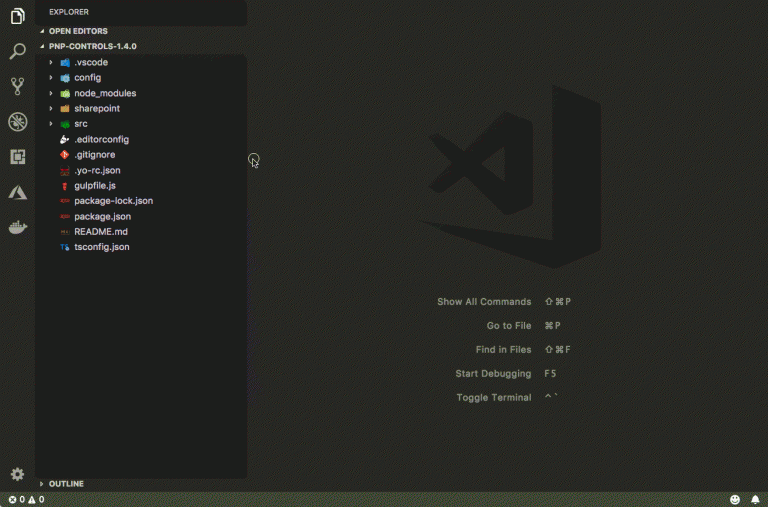 EXPLORER
OPEN EDITORS
PNP-CONTROLS-1.4.0
.vscode
config
node_modules
sharepoint
src
.editorconfig
.gitignore
.yo-rc.json
gulpfile.js
package-lock.json
package.json
README.md
tsconfig.json
Show All Commands ⇧⌘P
Go to File ⌘P
Find in Files ⇧⌘F
Start Debugging F5
Toggle Terminal ⌃`
OUTLINE
0 0